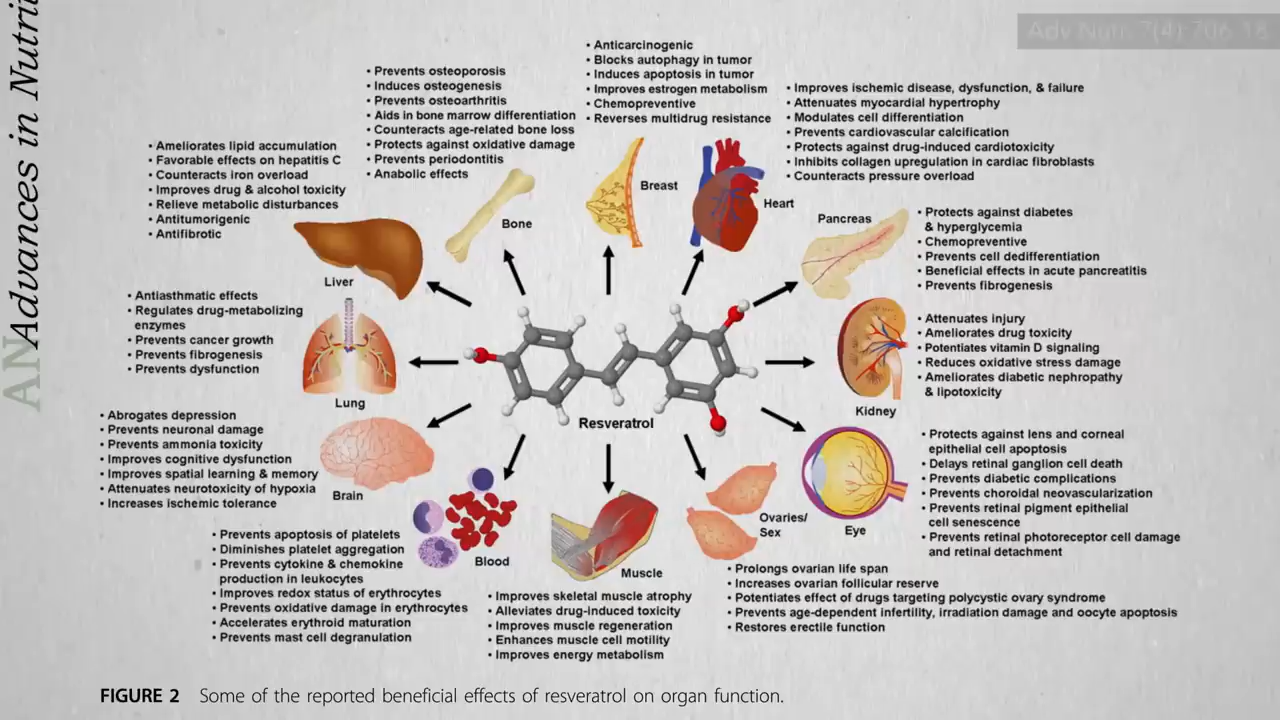 AN Advances in Nutri
Adv Nutr 7(4):706-18
• Anticarcinogenic
• Blocks autophagy in tumor
• Induces apoptosis in tumor
• Improves estrogen metabolism
• Chemopreventive
• Reverses multidrug resistance
Breast
• Prevents osteoporosis
• Induces osteogenesis
• Prevents osteoarthritis
• Aids in bone marrow differentiation
• Counteracts age-related bone loss
• Protects against oxidative damage
• Prevents periodontitis
• Anabolic effects
Bone
• Improves ischemic disease, dysfunction, & failure
• Attenuates myocardial hypertrophy
• Modulates cell differentiation
• Prevents cardiovascular calcification
• Protects against drug-induced cardiotoxicity
• Inhibits collagen upregulation in cardiac fibroblasts
• Counteracts pressure overload
Heart
• Ameliorates lipid accumulation
• Favorable effects on hepatitis C
• Counteracts iron overload
• Improves drug & alcohol toxicity
• Relieve metabolic disturbances
• Antitumorigenic
• Antifibrotic
Liver
Pancreas
• Protects against diabetes
& hyperglycemia
• Chemopreventive
• Prevents cell dedifferentiation
• Beneficial effects in acute pancreatitis
• Prevents fibrogenesis
• Antiasthmatic effects
• Regulates drug-metabolizing
enzymes
• Prevents cancer growth
• Prevents fibrogenesis
• Prevents dysfunction
Lung
• Attenuates injury
• Ameliorates drug toxicity
• Potentiates vitamin D signaling
• Reduces oxidative stress damage
• Ameliorates diabetic nephropathy
& lipotoxicity
Kidney
Resveratrol
• Abrogates depression
• Prevents neuronal damage
• Prevents ammonia toxicity
• Improves cognitive dysfunction
• Improves spatial learning & memory
• Attenuates neurotoxicity of hypoxia
• Increases ischemic tolerance
Brain
• Protects against lens and corneal
epithelial cell apoptosis
• Delays retinal ganglion cell death
• Prevents diabetic complications
• Prevents choroidal neovascularization
• Prevents retinal pigment epithelial
cell senescence
• Prevents retinal photoreceptor cell damage
and retinal detachment
Eye
• Prevents apoptosis of platelets
• Diminishes platelet aggregation
• Prevents cytokine & chemokine
production in leukocytes
• Improves redox status of erythrocytes
• Prevents oxidative damage in erythrocytes
• Accelerates erythroid maturation
• Prevents mast cell degranulation
Blood
Muscle
• Improves skeletal muscle atrophy
• Alleviates drug-induced toxicity
• Improves muscle regeneration
• Enhances muscle cell motility
• Improves energy metabolism
Ovaries/
Sex
• Prolongs ovarian life span
• Increases ovarian follicular reserve
• Potentiates effect of drugs targeting polycystic ovary syndrome
• Prevents age-dependent infertility, irradiation damage and oocyte apoptosis
• Restores erectile function
FIGURE 2 Some of the reported beneficial effects of resveratrol on organ function.